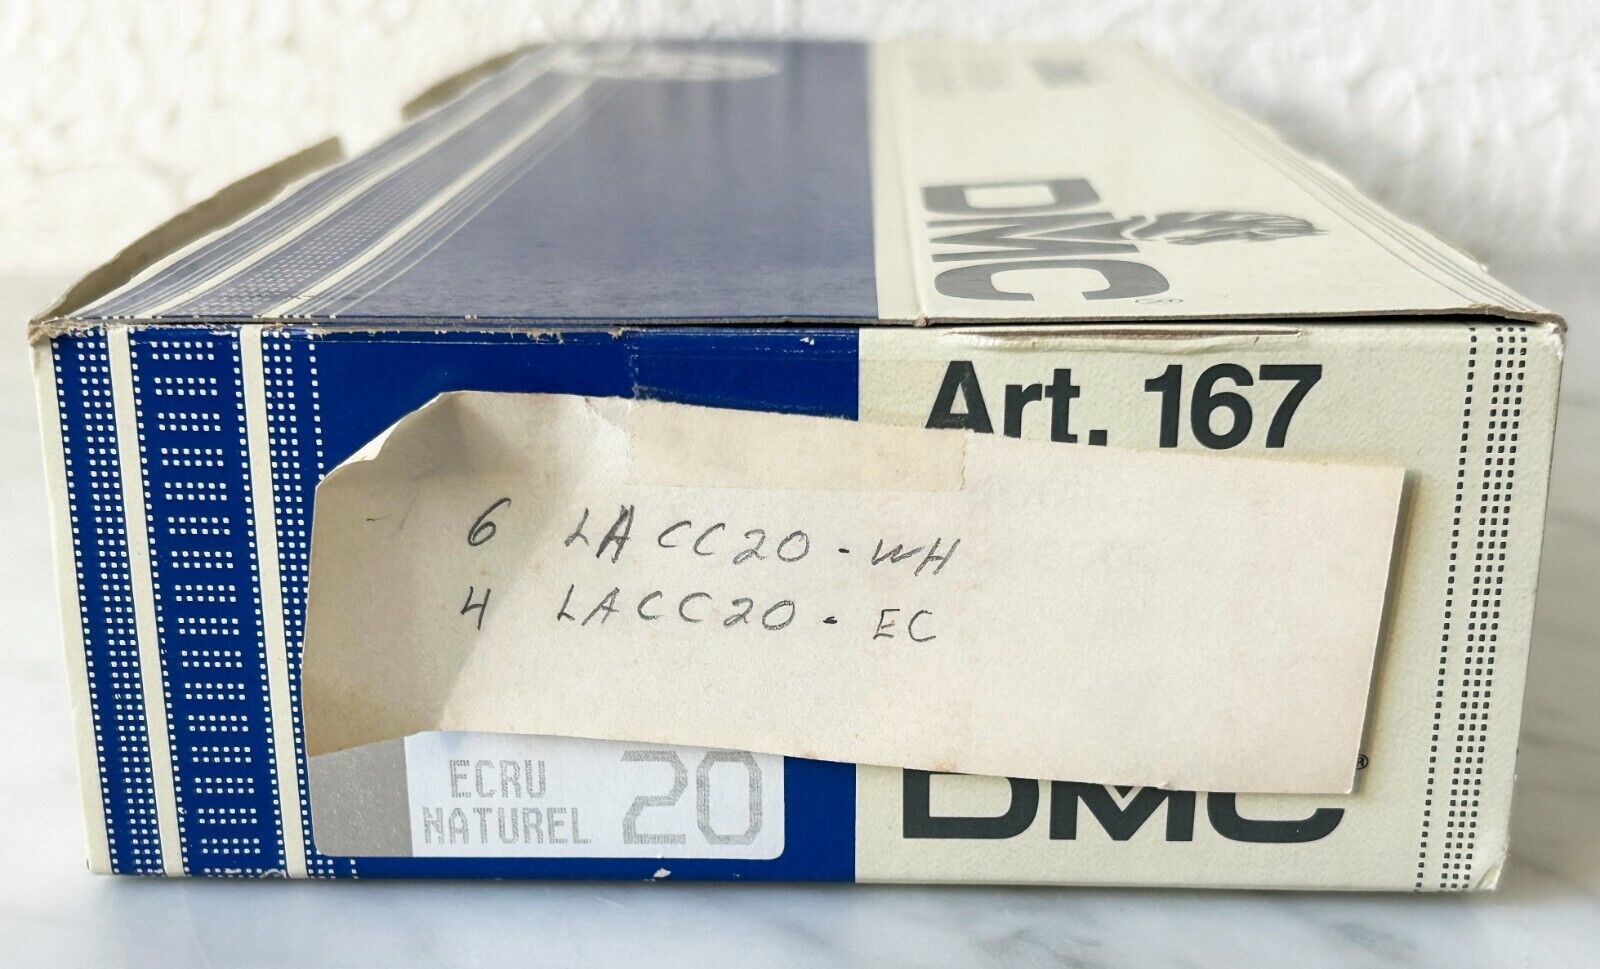 DMC®
Art. 167
6 LACC20-WH
4 LACC20-EC
ECRU
NATUREL 20
DMC®